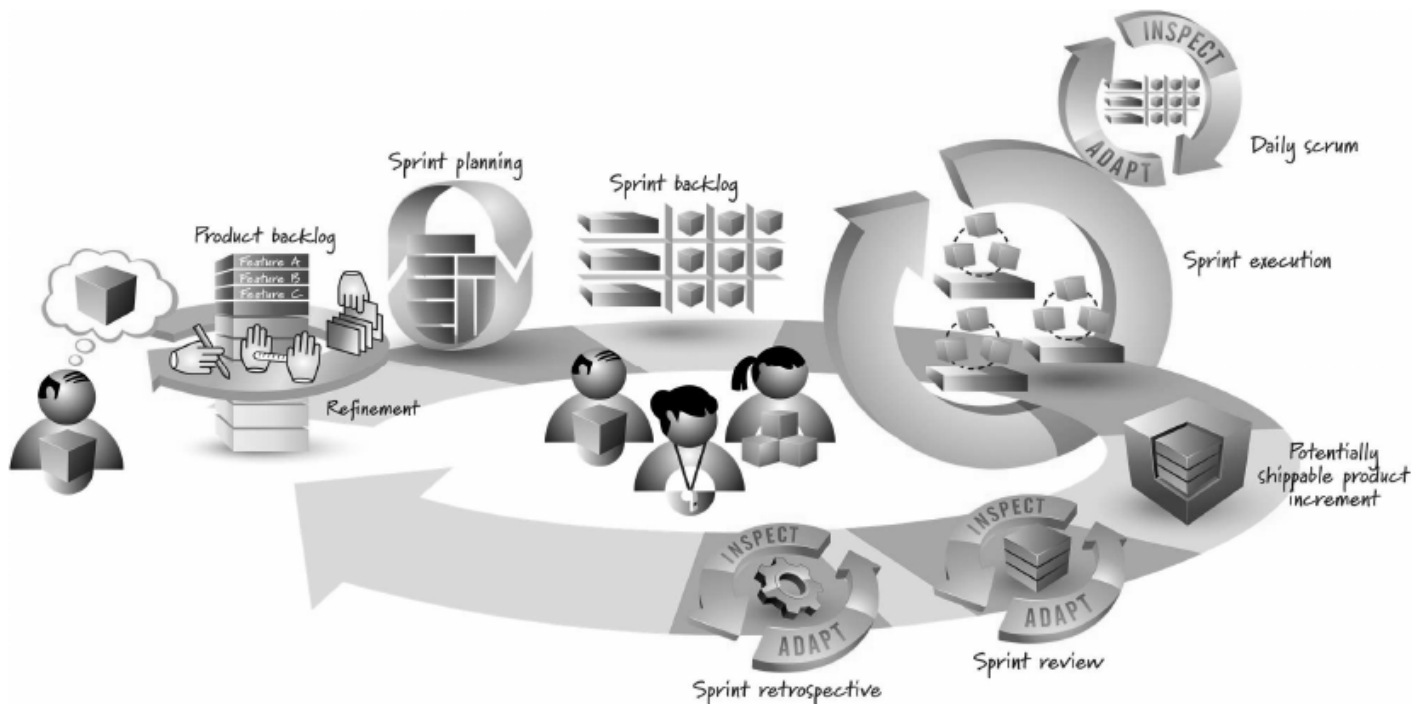 INSPECT
ADAPT
Daily scrum
Sprint planning
Sprint backlog
Product backlog
Feature A
Feature B
Feature C
Sprint execution
Refinement
Potentially
shippable product
increment
INSPECT
ADAPT
Sprint review
INSPECT
ADAPT
Sprint retrospective